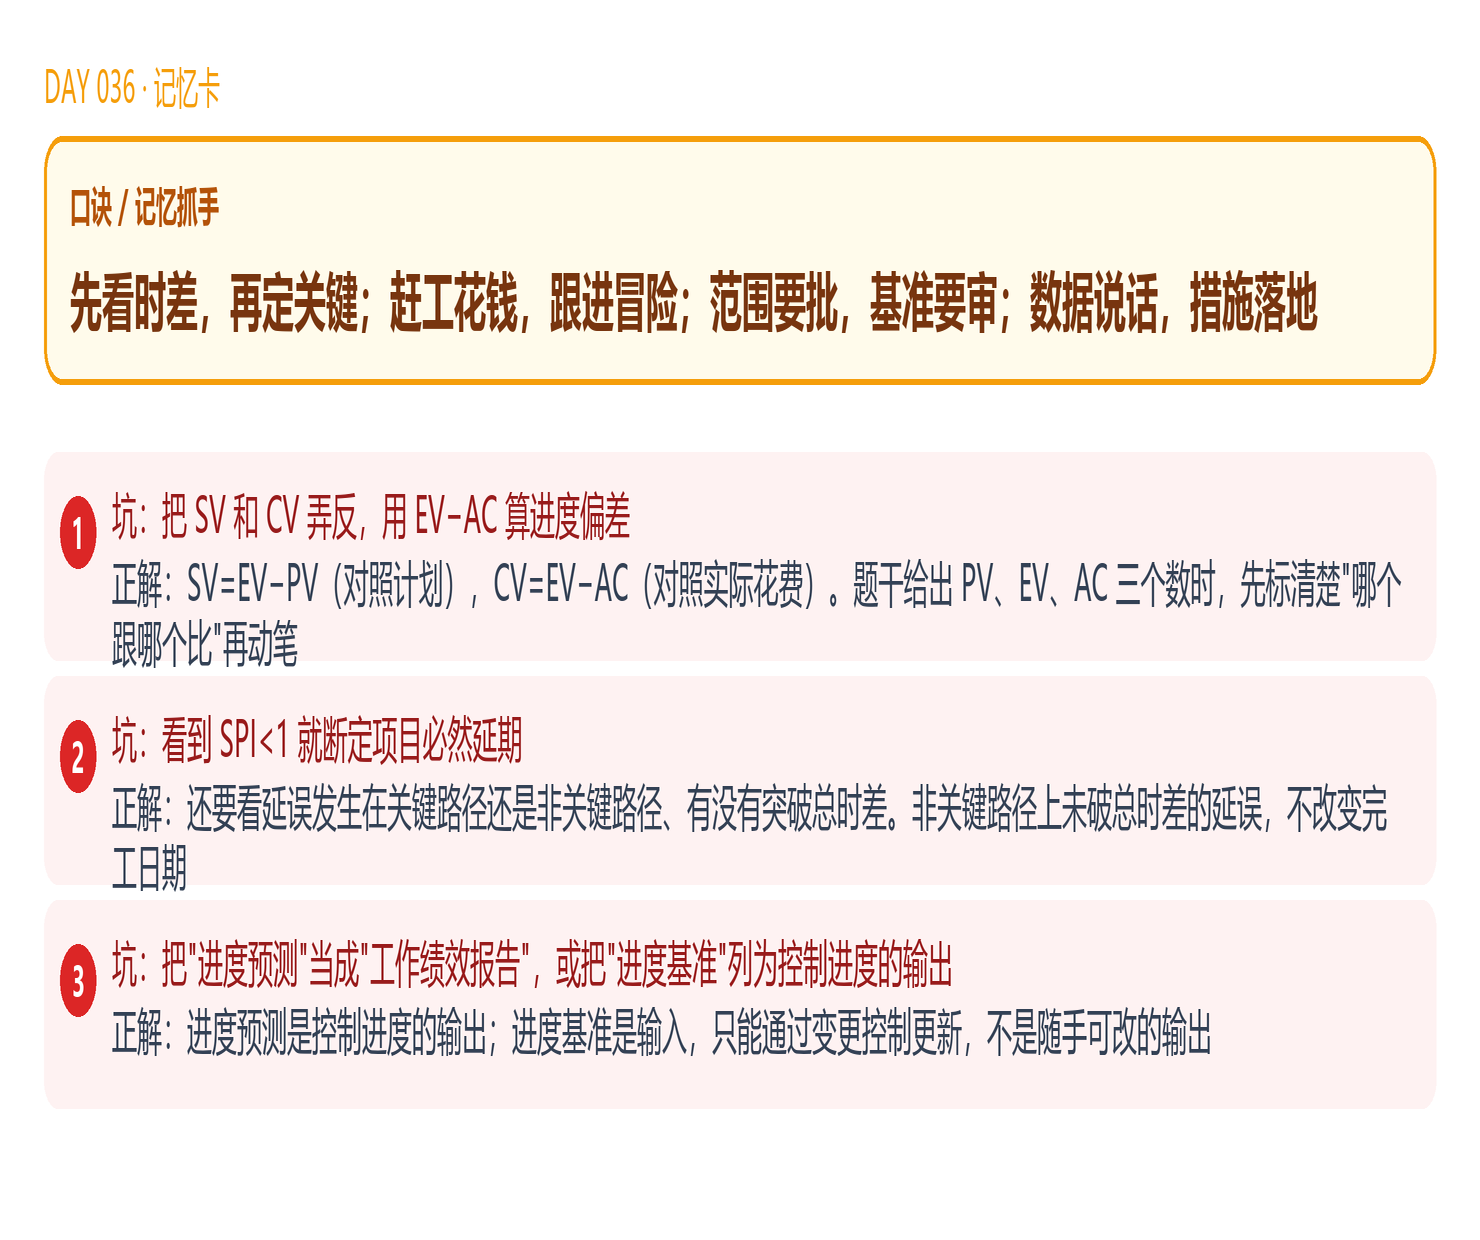 DAY 036 · 记忆卡
口诀 / 记忆抓手
先看时差，再定关键；赶工花钱，跟进冒险；范围要批，基准要审；数据说话，措施落地
1
坑：把 SV 和 CV 弄反，用 EV−AC 算进度偏差
正解：SV=EV−PV（对照计划），CV=EV−AC（对照实际花费）。题干给出 PV、EV、AC 三个数时，先标清楚"哪个
跟哪个比"再动笔
2
坑：看到 SPI<1 就断定项目必然延期
正解：还要看延误发生在关键路径还是非关键路径、有没有突破总时差。非关键路径上未破总时差的延误，不改变完
工日期
3
坑：把"进度预测"当成"工作绩效报告"，或把"进度基准"列为控制进度的输出
正解：进度预测是控制进度的输出；进度基准是输入，只能通过变更控制更新，不是随手可改的输出